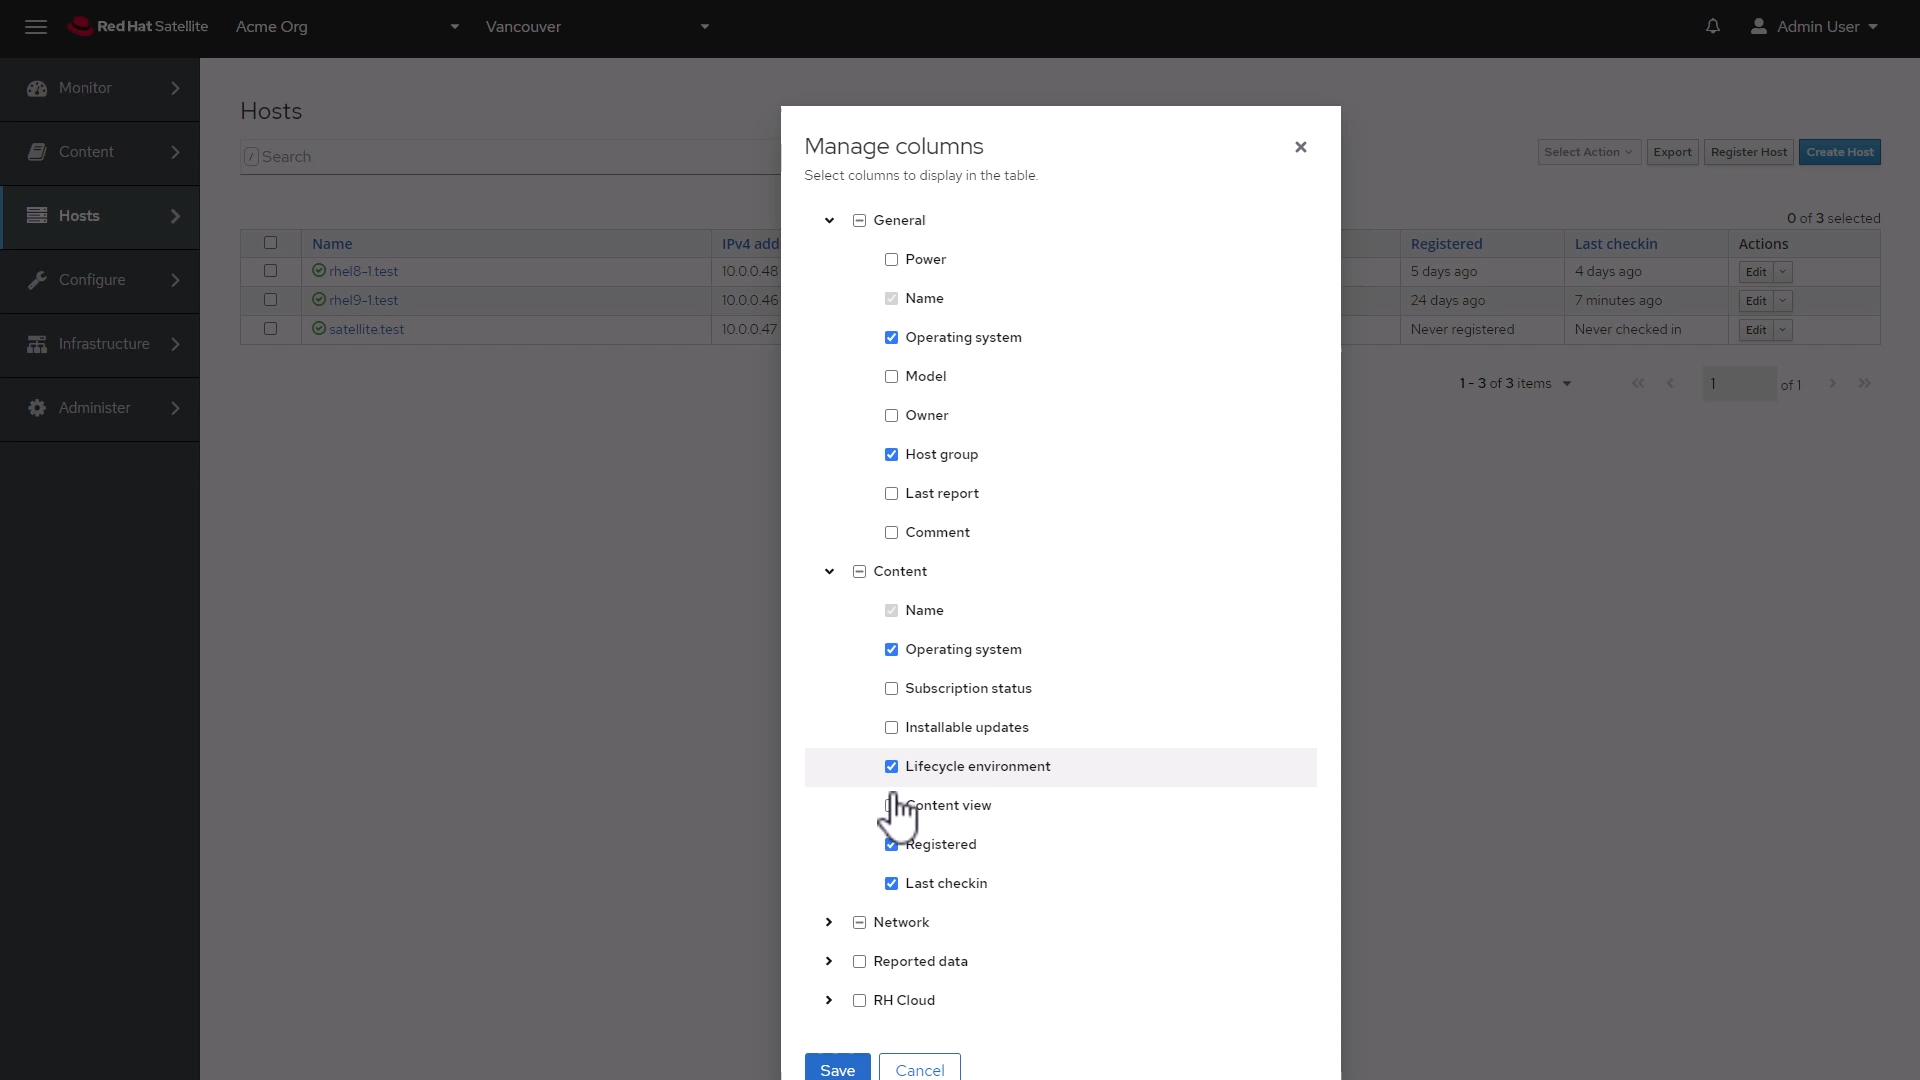 Red Hat Satellite Acme Org Vancouver Admin User
Monitor
Content
Hosts
Configure
Infrastructure
Administer
Hosts
/ Search
Select Action Export Register Host Create Host
0 of 3 selected
Name IPv4 add Registered Last checkin Actions
rhel8-1.test 10.0.0.48 5 days ago 4 days ago Edit
rhel9-1.test 10.0.0.46 24 days ago 7 minutes ago Edit
satellite.test 10.0.0.47 Never registered Never checked in Edit
1 - 3 of 3 items 1 of 1
Manage columns
Select columns to display in the table.
General
Power
Name
Operating system
Model
Owner
Host group
Last report
Comment
Content
Name
Operating system
Subscription status
Installable updates
Lifecycle environment
Content view
Registered
Last checkin
Network
Reported data
RH Cloud
Save Cancel